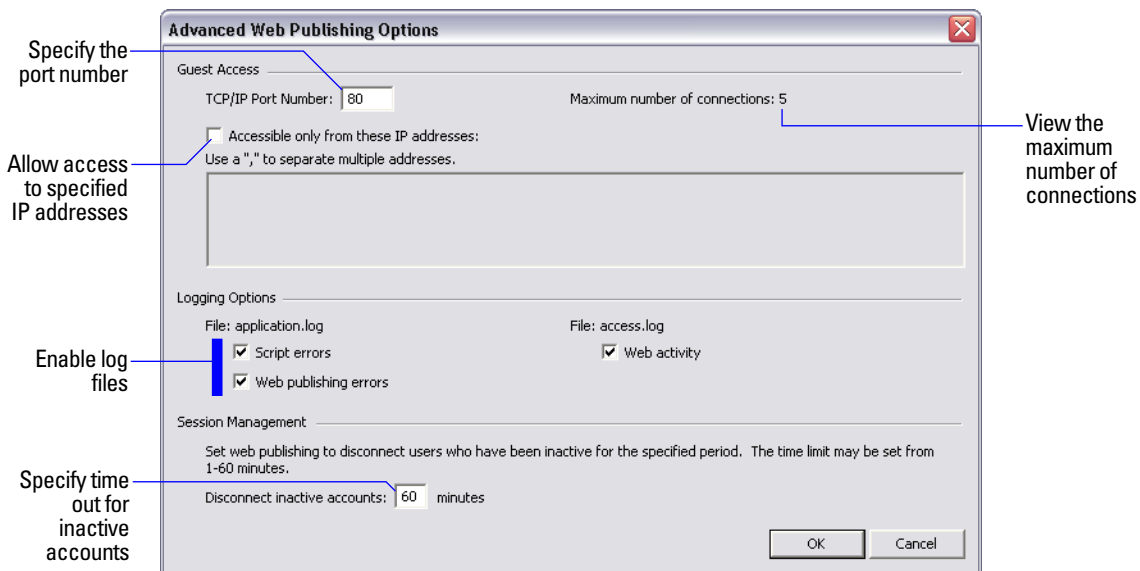 Advanced Web Publishing Options
Specify the
port number
Guest Access
TCP/IP Port Number: 80
Maximum number of connections: 5
View the
maximum
number of
connections
Accessible only from these IP addresses:
Use a "," to separate multiple addresses.
Allow access
to specified
IP addresses
Logging Options
File: application.log
File: access.log
Script errors
Web activity
Web publishing errors
Enable log
files
Session Management
Set web publishing to disconnect users who have been inactive for the specified period. The time limit may be set from
1-60 minutes.
Disconnect inactive accounts: 60 minutes
Specify time
out for
inactive
accounts
OK
Cancel